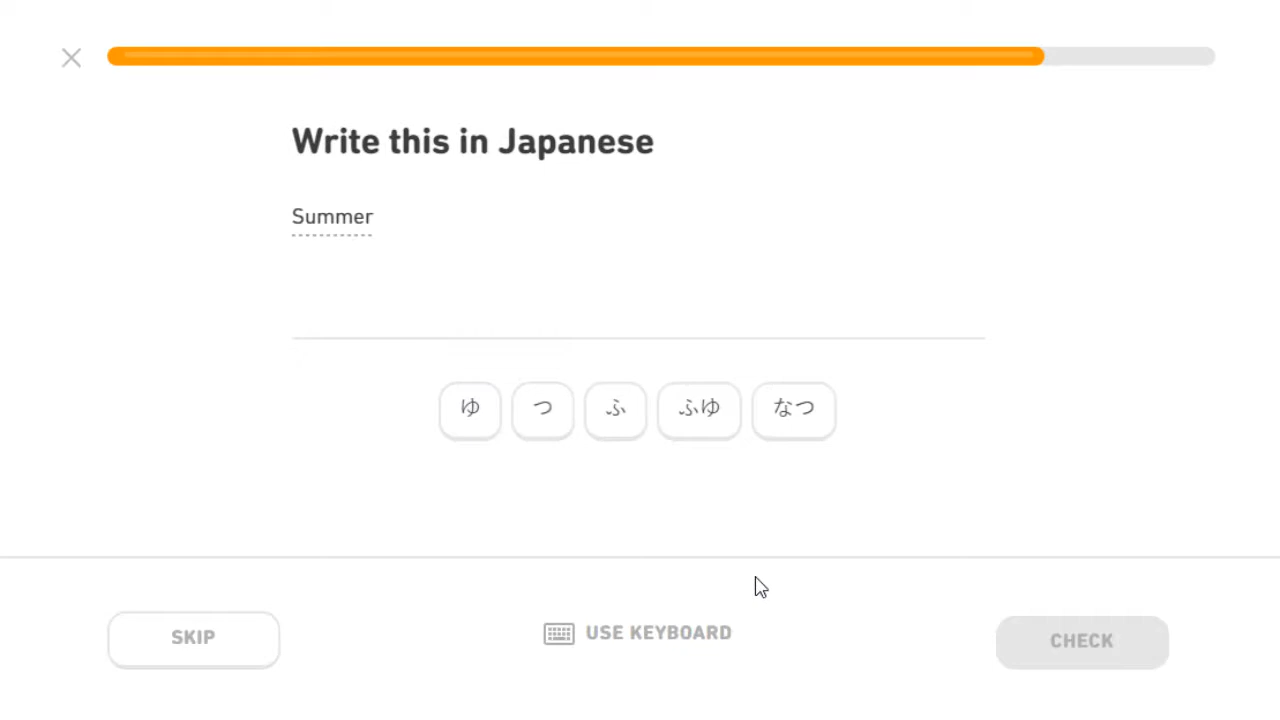 Write this in Japanese
Summer
ゆ つ ふ ふゆ なつ
SKIP USE KEYBOARD CHECK